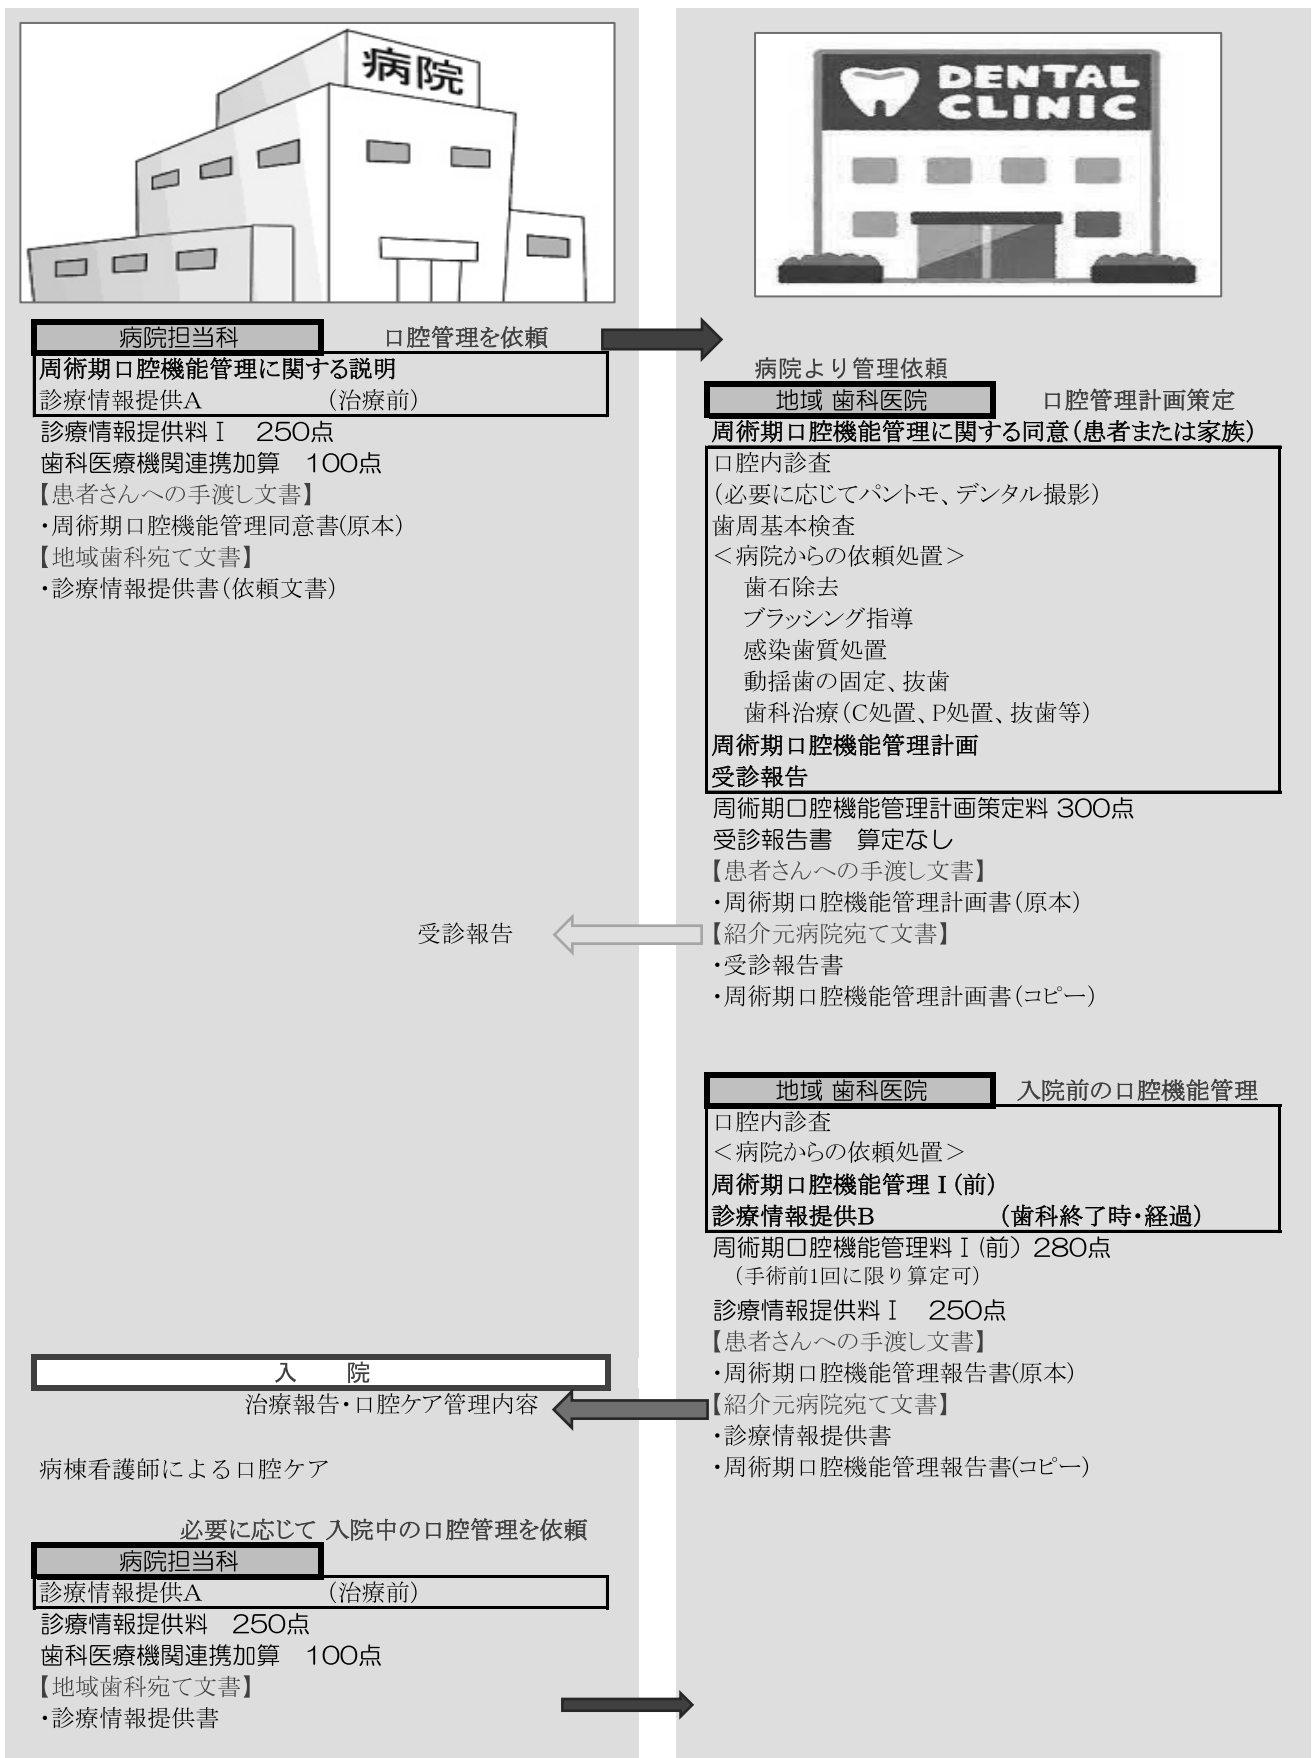 病院
DENTAL
CLINIC
病院担当科
口腔管理を依頼
周術期口腔機能管理に関する説明
診療情報提供A （治療前）
診療情報提供料Ⅰ 250点
歯科医療機関連携加算 100点
【患者さんへの手渡し文書】
・周術期口腔機能管理同意書(原本）
【地域歯科宛て文書】
・診療情報提供書（依頼文書）
病院より管理依頼
地域 歯科医院
口腔管理計画策定
周術期口腔機能管理に関する同意（患者または家族）
口腔内診査
（必要に応じてパントモ、デンタル撮影）
歯周基本検査
＜病院からの依頼処置＞
歯石除去
ブラッシング指導
感染歯質処置
動揺歯の固定、抜歯
歯科治療（C処置、P処置、抜歯等）
周術期口腔機能管理計画
受診報告
周術期口腔機能管理計画策定料 300点
受診報告書 算定なし
【患者さんへの手渡し文書】
・周術期口腔機能管理計画書（原本）
受診報告
【紹介元病院宛て文書】
・受診報告書
・周術期口腔機能管理計画書（コピー）
地域 歯科医院
入院前の口腔機能管理
口腔内診査
＜病院からの依頼処置＞
周術期口腔機能管理Ⅰ(前）
診療情報提供B （歯科終了時・経過）
周術期口腔機能管理料Ⅰ(前） 280点
（手術前1回に限り算定可）
診療情報提供料Ⅰ 250点
【患者さんへの手渡し文書】
・周術期口腔機能管理報告書(原本）
【紹介元病院宛て文書】
・診療情報提供書
・周術期口腔機能管理報告書(コピー）
入 院
治療報告・口腔ケア管理内容
病棟看護師による口腔ケア
必要に応じて 入院中の口腔管理を依頼
病院担当科
診療情報提供A （治療前）
診療情報提供料 250点
歯科医療機関連携加算 100点
【地域歯科宛て文書】
・診療情報提供書